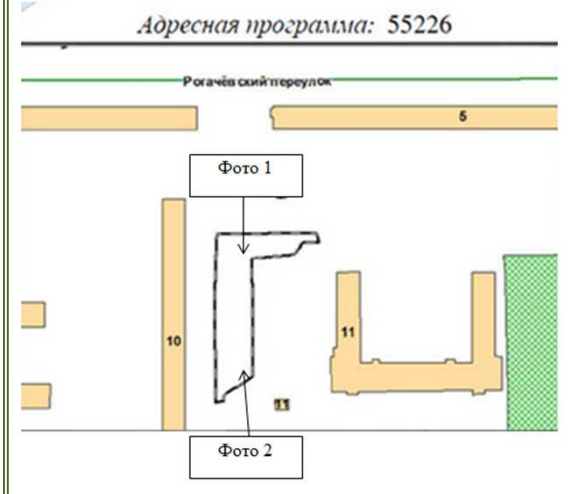 Адресная программа: 55226
Рогачёвский переулок
5
Фото 1
10
11
11
Фото 2